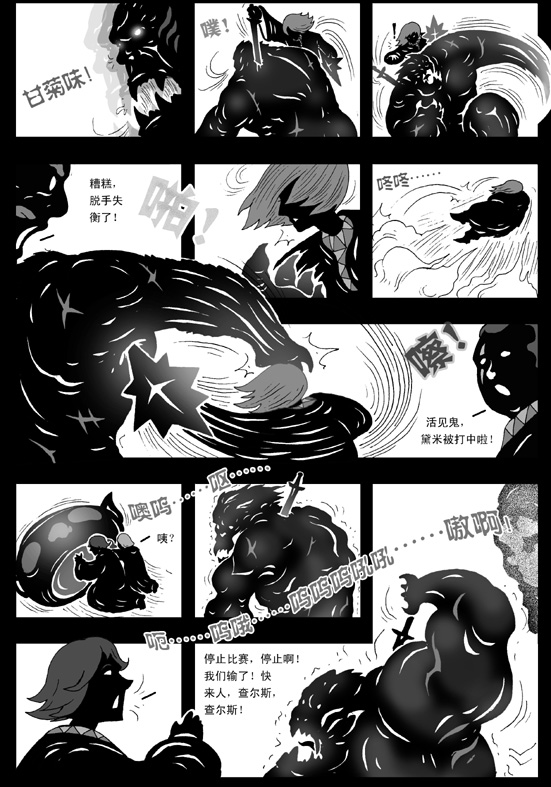 甘菊味！
噗！
！
糟糕，
脱手失
衡了！
啪！
咚咚……
嚓！
活见鬼，
黛米被打中啦！
噢呜……呕……
咦？
嗷啊！
呃……呜哦……呜呜呜吼吼……
停止比赛，停止啊！
我们输了！快
来人，查尔斯，
查尔斯！